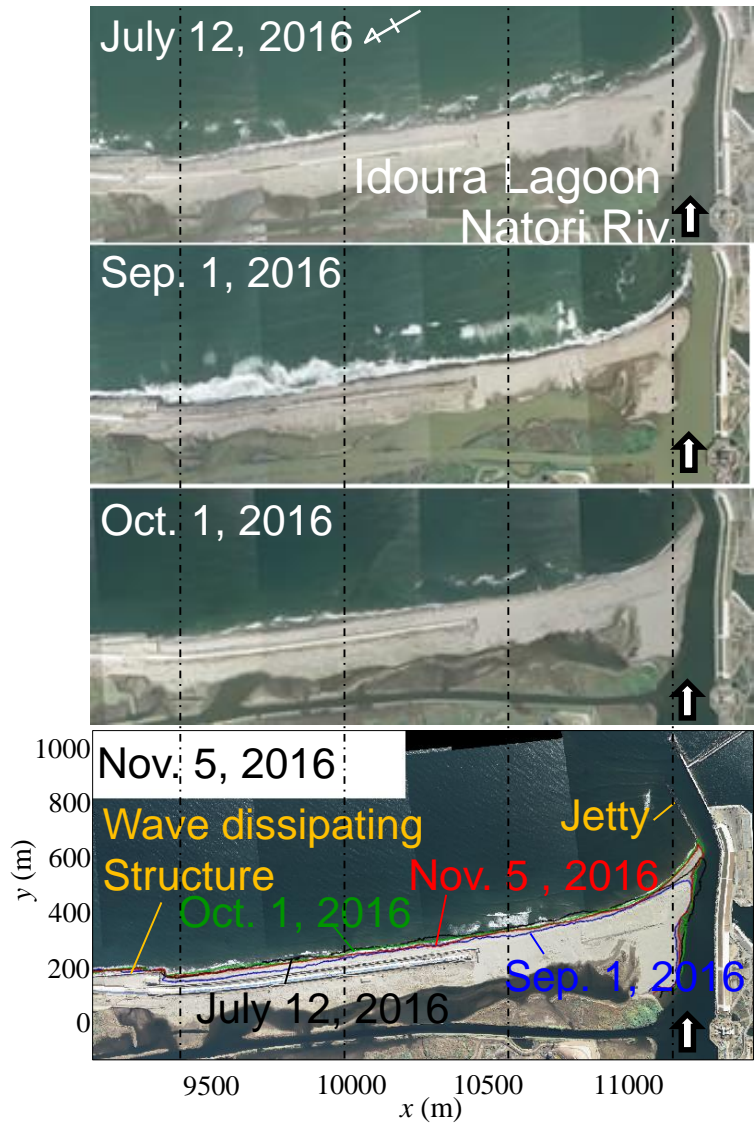 July 12, 2016
Idoura Lagoon
Natori Riv.
Sep. 1, 2016
Oct. 1, 2016
1000
Nov. 5, 2016
800
Wave dissipating
Jetty
600
Structure
Nov. 5 , 2016
400
Oct. 1, 2016
200
Sep. 1, 2016
July 12, 2016
0
y (m)
9500 10000 10500 11000
x (m)